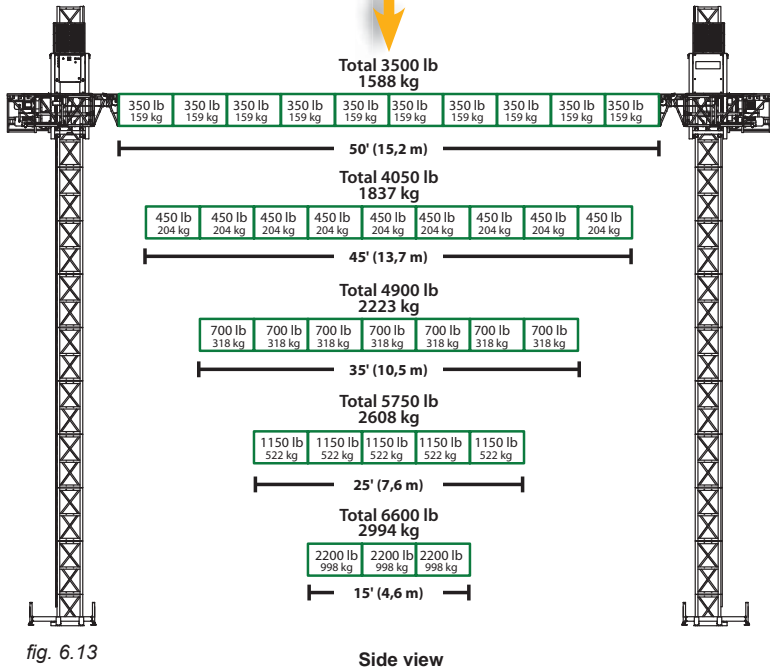 Total 3500 lb
1588 kg
350 lb 350 lb 350 lb 350 lb 350 lb 350 lb 350 lb 350 lb 350 lb 350 lb
159 kg 159 kg 159 kg 159 kg 159 kg 159 kg 159 kg 159 kg 159 kg 159 kg
50' (15,2 m)
Total 4050 lb
1837 kg
450 lb 450 lb 450 lb 450 lb 450 lb 450 lb 450 lb 450 lb 450 lb
204 kg 204 kg 204 kg 204 kg 204 kg 204 kg 204 kg 204 kg 204 kg
45' (13,7 m)
Total 4900 lb
2223 kg
700 lb 700 lb 700 lb 700 lb 700 lb 700 lb 700 lb
318 kg 318 kg 318 kg 318 kg 318 kg 318 kg 318 kg
35' (10,5 m)
Total 5750 lb
2608 kg
1150 lb 1150 lb 1150 lb 1150 lb 1150 lb
522 kg 522 kg 522 kg 522 kg 522 kg
25' (7,6 m)
Total 6600 lb
2994 kg
2200 lb 2200 lb 2200 lb
998 kg 998 kg 998 kg
15' (4,6 m)
fig. 6.13
Side view